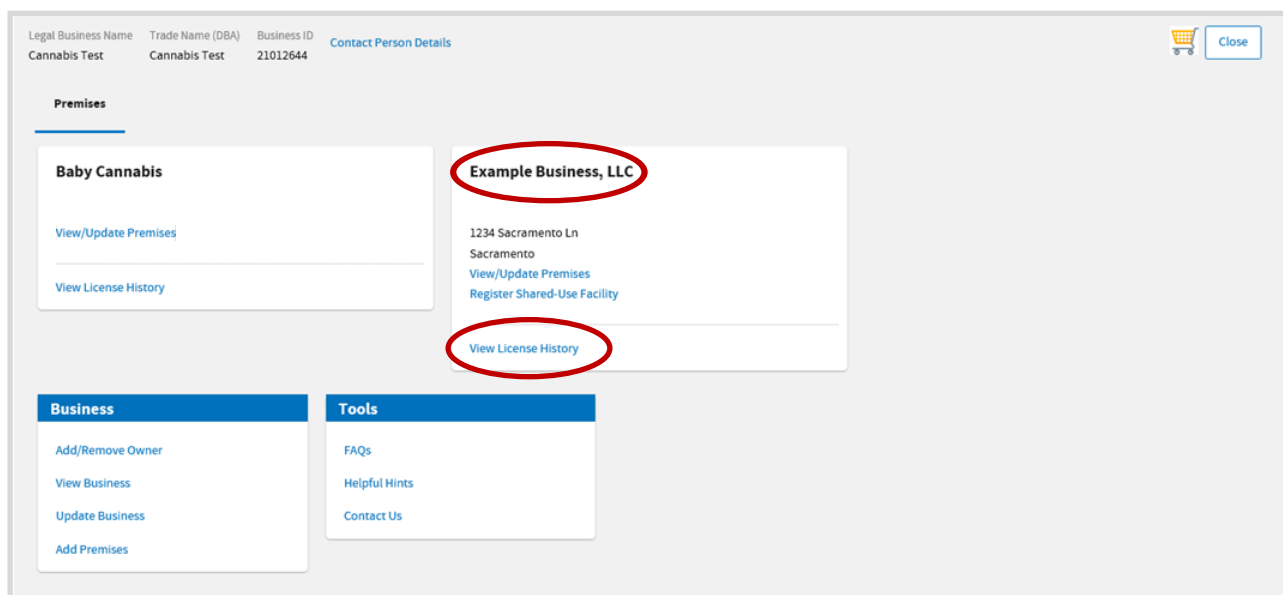 Legal Business Name Trade Name (DBA) Business ID
Cannabis Test Cannabis Test 21012644
Contact Person Details
Close
Premises
Baby Cannabis
View/Update Premises
View License History
Example Business, LLC
1234 Sacramento Ln
Sacramento
View/Update Premises
Register Shared-Use Facility
View License History
Business
Add/Remove Owner
View Business
Update Business
Add Premises
Tools
FAQs
Helpful Hints
Contact Us